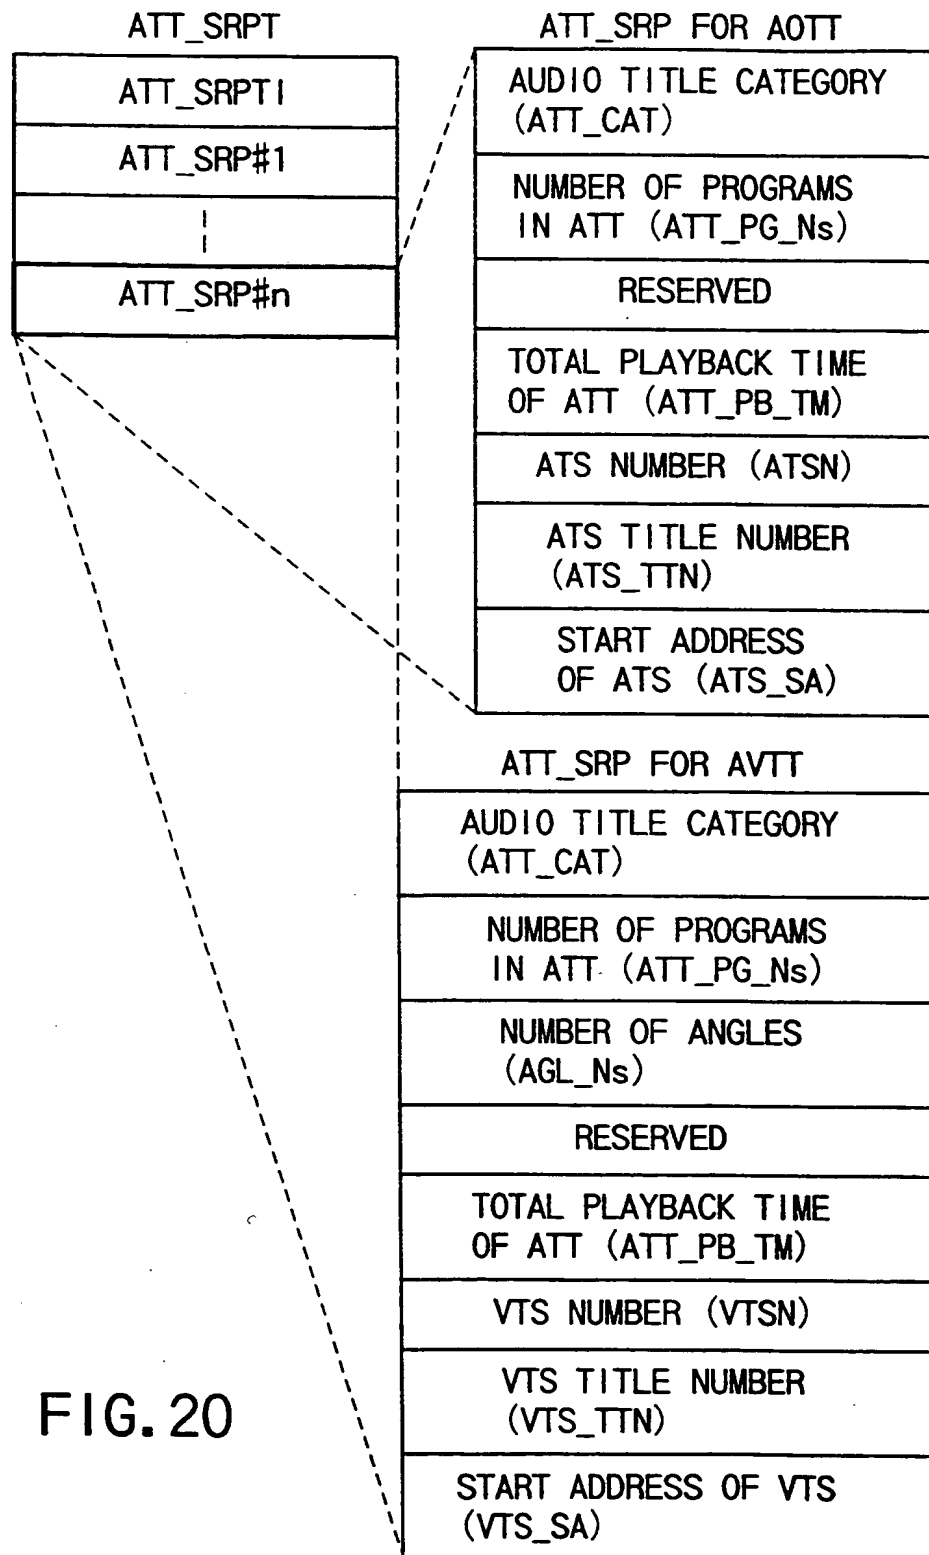 ATT_SRPT
ATT_SRPTI
ATT_SRP#1
ATT_SRP#n
ATT_SRP FOR AOTT
AUDIO TITLE CATEGORY
(ATT_CAT)
NUMBER OF PROGRAMS
IN ATT (ATT_PG_Ns)
RESERVED
TOTAL PLAYBACK TIME
OF ATT (ATT_PB_TM)
ATS NUMBER (ATSN)
ATS TITLE NUMBER
(ATS_TTN)
START ADDRESS
OF ATS (ATS_SA)
ATT_SRP FOR AVTT
AUDIO TITLE CATEGORY
(ATT_CAT)
NUMBER OF PROGRAMS
IN ATT (ATT_PG_Ns)
NUMBER OF ANGLES
(AGL_Ns)
RESERVED
TOTAL PLAYBACK TIME
OF ATT (ATT_PB_TM)
VTS NUMBER (VTSN)
VTS TITLE NUMBER
(VTS_TTN)
START ADDRESS OF VTS
(VTS_SA)
FIG. 20